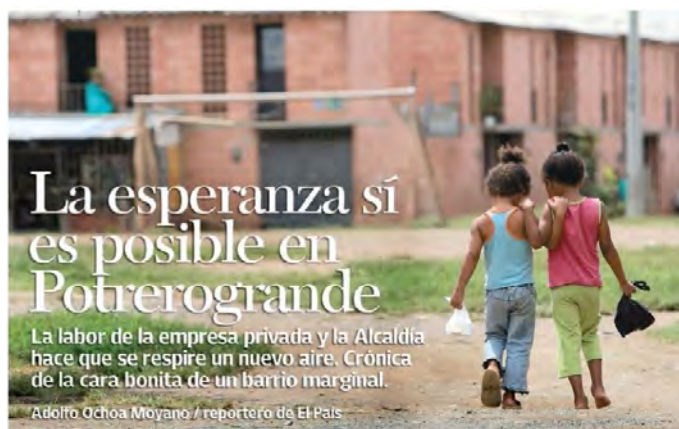 La esperanza sí
es posible en
Potrerogrande
La labor de la empresa privada y la Alcaldía
hace que se respire un nuevo aire. Crónica
de la cara bonita de un barrio marginal.
Adolfo Ochoa Moyano / reportero de El País